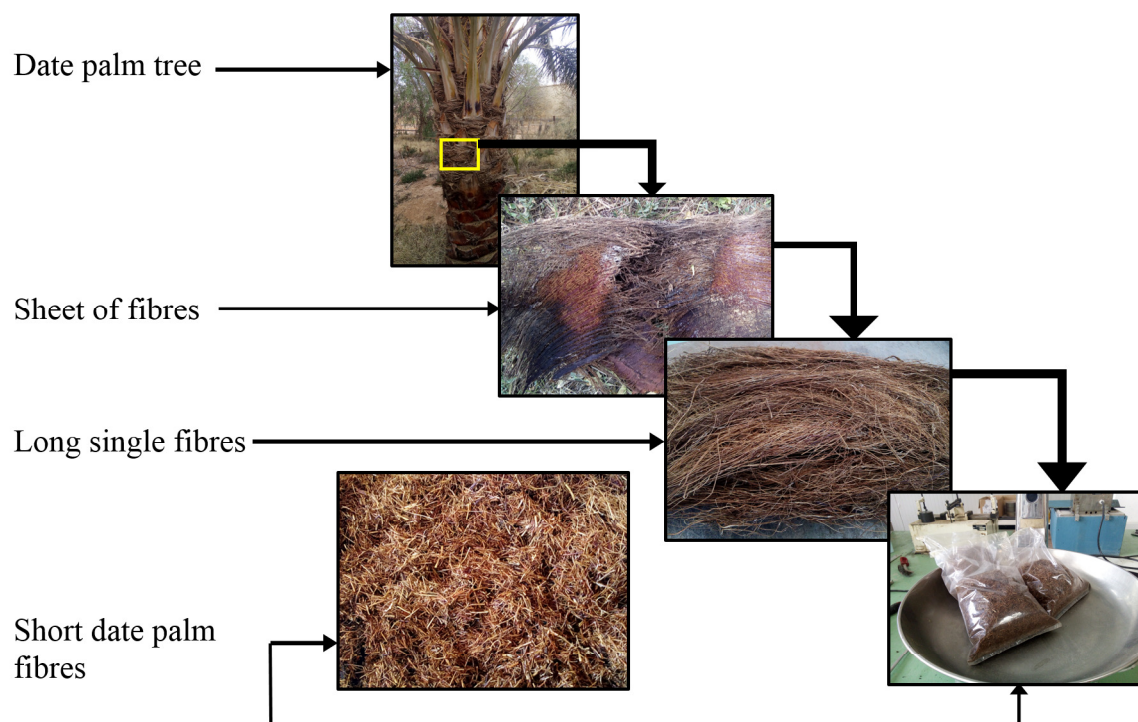 Date palm tree
Sheet of fibres
Long single fibres
Short date palm
fibres